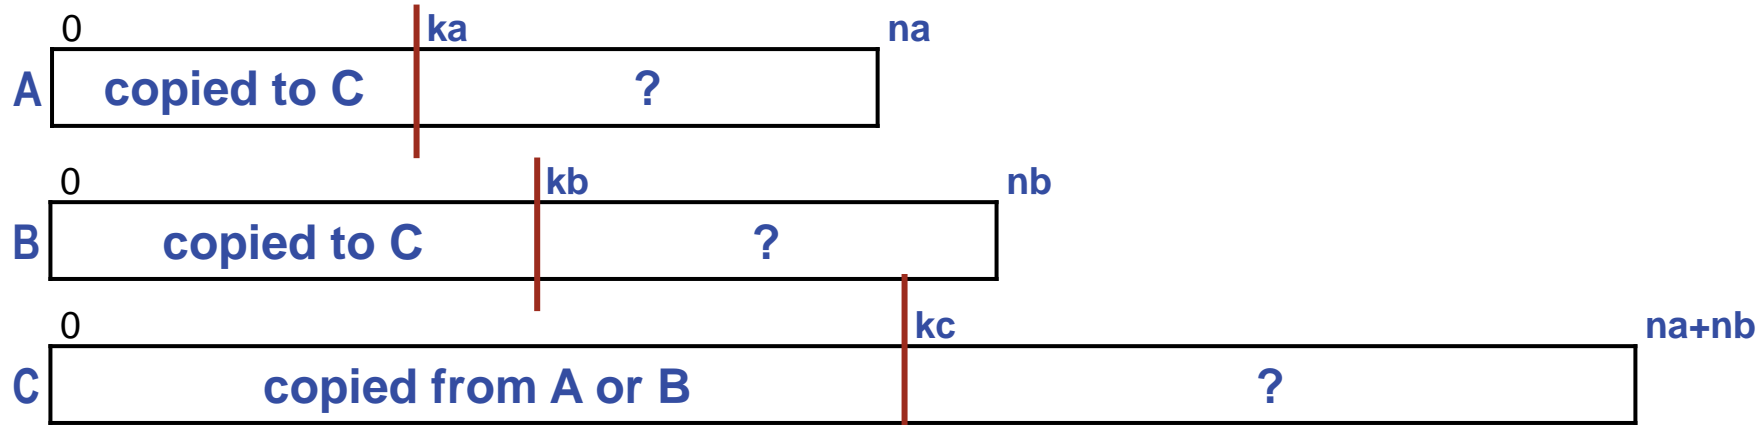 0 ka na
A copied to C ?
0 kb nb
B copied to C ?
0 kc na+nb
C copied from A or B ?